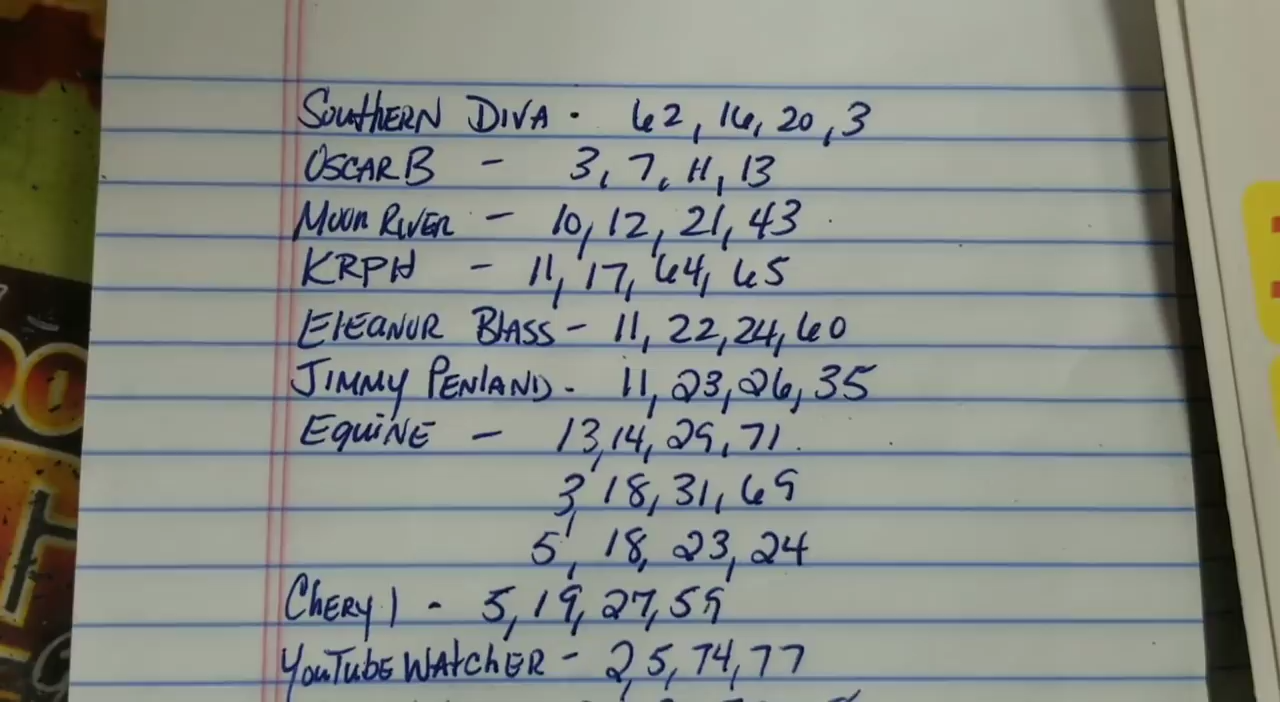 Southern Diva - 62, 16, 20, 3
Oscar B - 3, 7, 11, 13
Moon River - 10, 12, 21, 43
KRPH - 11, 17, 64, 65
Eleanor Blass - 11, 22, 24, 60
Jimmy Penland - 11, 23, 26, 35
Equine - 13, 14, 29, 71
3, 18, 31, 69
5, 18, 23, 24
Cheryl - 5, 19, 27, 59
YouTube Watcher - 2, 5, 74, 77